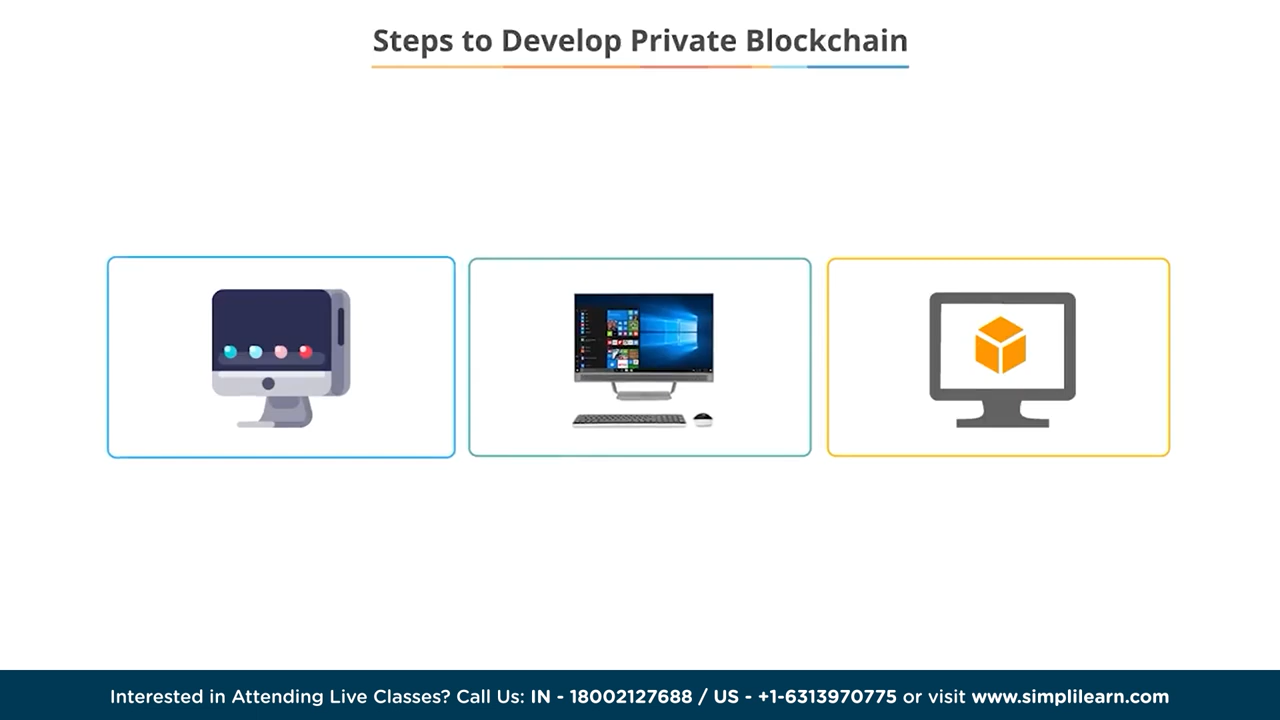 Steps to Develop Private Blockchain
Interested in Attending Live Classes? Call Us: IN - 18002127688 / US - +1-6313970775 or visit www.simplilearn.com